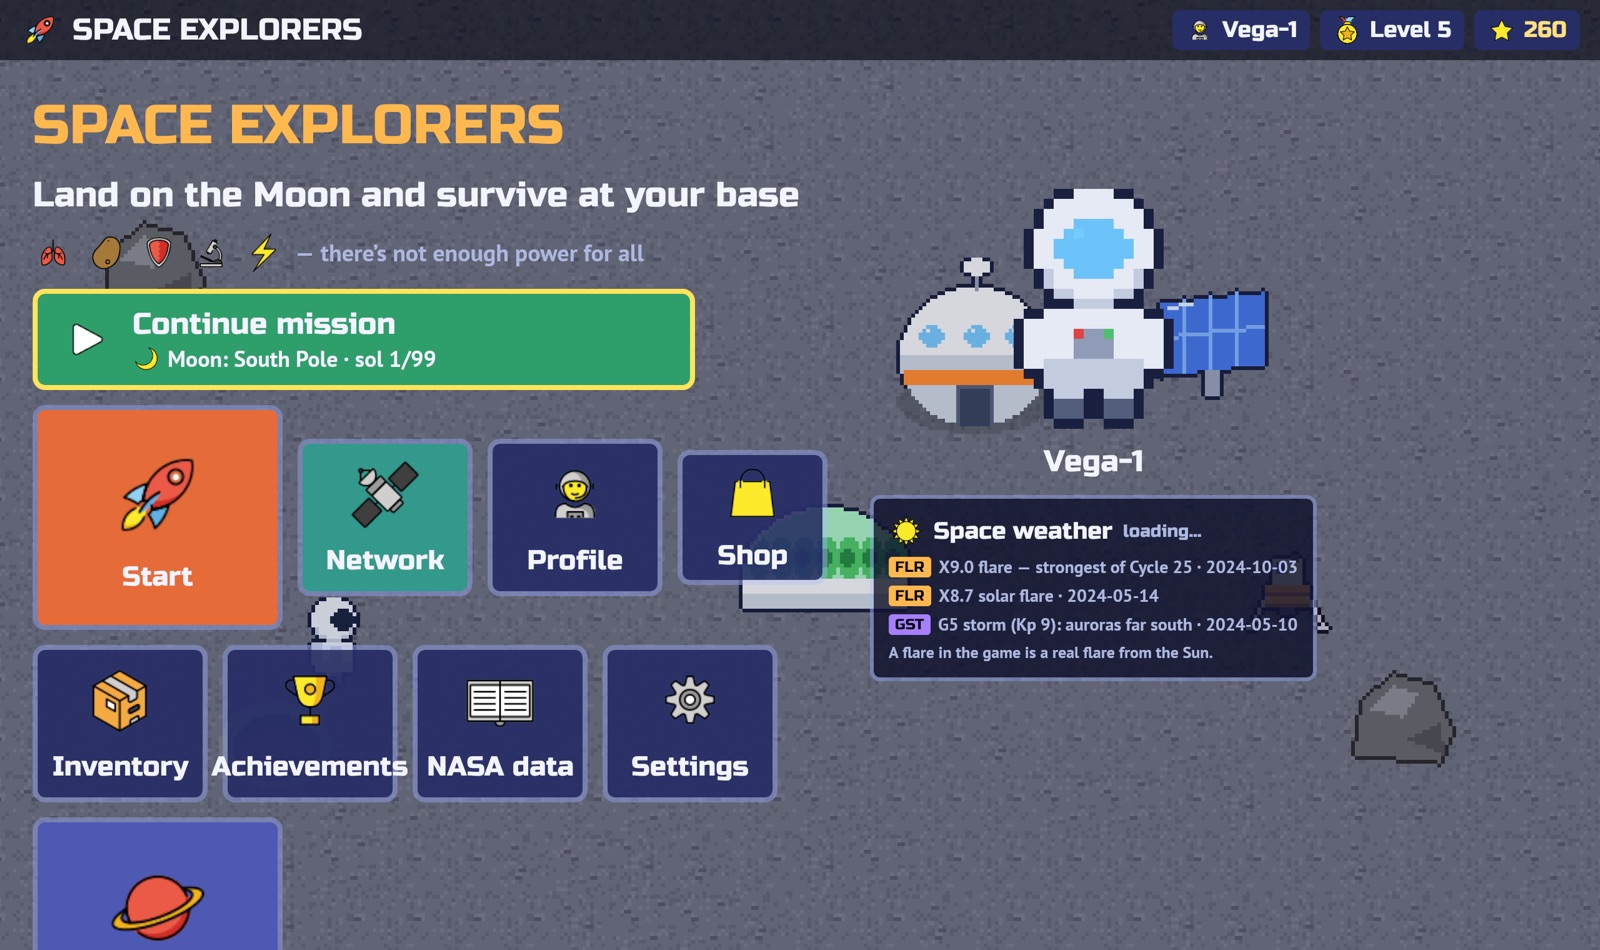 SPACE EXPLORERS
Vega-1
Level 5
260
SPACE EXPLORERS
Land on the Moon and survive at your base
– there's not enough power for all
Continue mission
Moon: South Pole · sol 1/99
Start
Network
Profile
Shop
Inventory
Achievements
NASA data
Settings
Vega-1
Space weather loading...
FLR X9.0 flare — strongest of Cycle 25 · 2024-10-03
FLR X8.7 solar flare · 2024-05-14
GST G5 storm (Kp 9): auroras far south · 2024-05-10
A flare in the game is a real flare from the Sun.